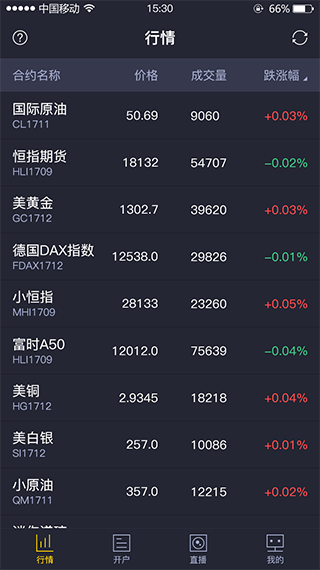 中国移动 15:30 66%
行情
合约名称 价格 成交量 跌涨幅
国际原油 50.69 9060 +0.03%
CL1711
恒指期货 18132 54707 -0.02%
HLI1709
美黄金 1302.7 39620 +0.03%
GC1712
德国DAX指数 12538.0 29826 -0.01%
FDAX1712
小恒指 28133 23260 +0.05%
MHI1709
富时A50 12012.0 75639 -0.04%
HLI1709
美铜 2.9345 18218 +0.04%
HG1712
美白银 257.0 10086 +0.01%
SI1712
小原油 357.0 12215 +0.02%
QM1711
行情 开户 直播 我的